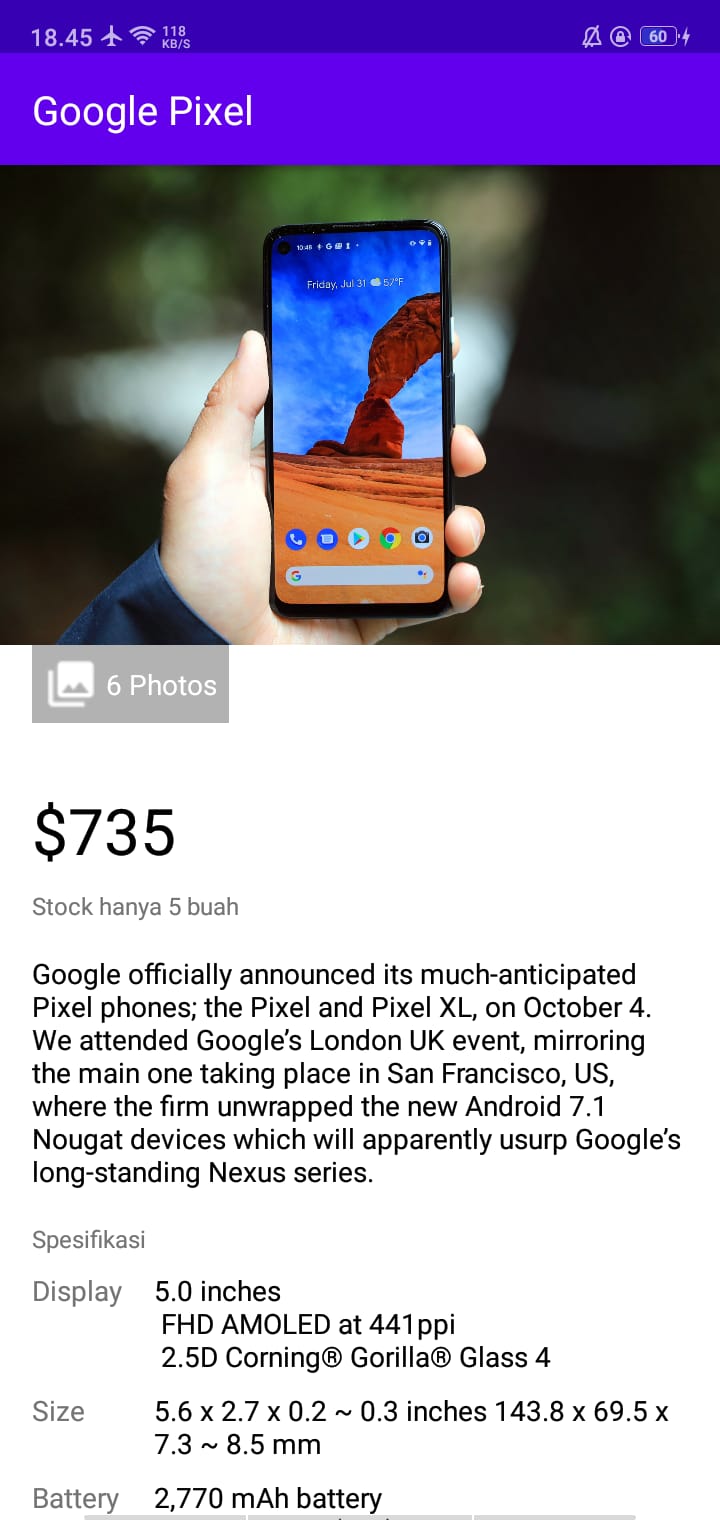 18.45 118 KB/S 60
Google Pixel
10:48
Friday, Jul 31 57°F
6 Photos
$735
Stock hanya 5 buah
Google officially announced its much-anticipated
Pixel phones; the Pixel and Pixel XL, on October 4.
We attended Google’s London UK event, mirroring
the main one taking place in San Francisco, US,
where the firm unwrapped the new Android 7.1
Nougat devices which will apparently usurp Google’s
long-standing Nexus series.
Spesifikasi
Display 5.0 inches
FHD AMOLED at 441ppi
2.5D Corning® Gorilla® Glass 4
Size 5.6 x 2.7 x 0.2 ~ 0.3 inches 143.8 x 69.5 x
7.3 ~ 8.5 mm
Battery 2,770 mAh battery